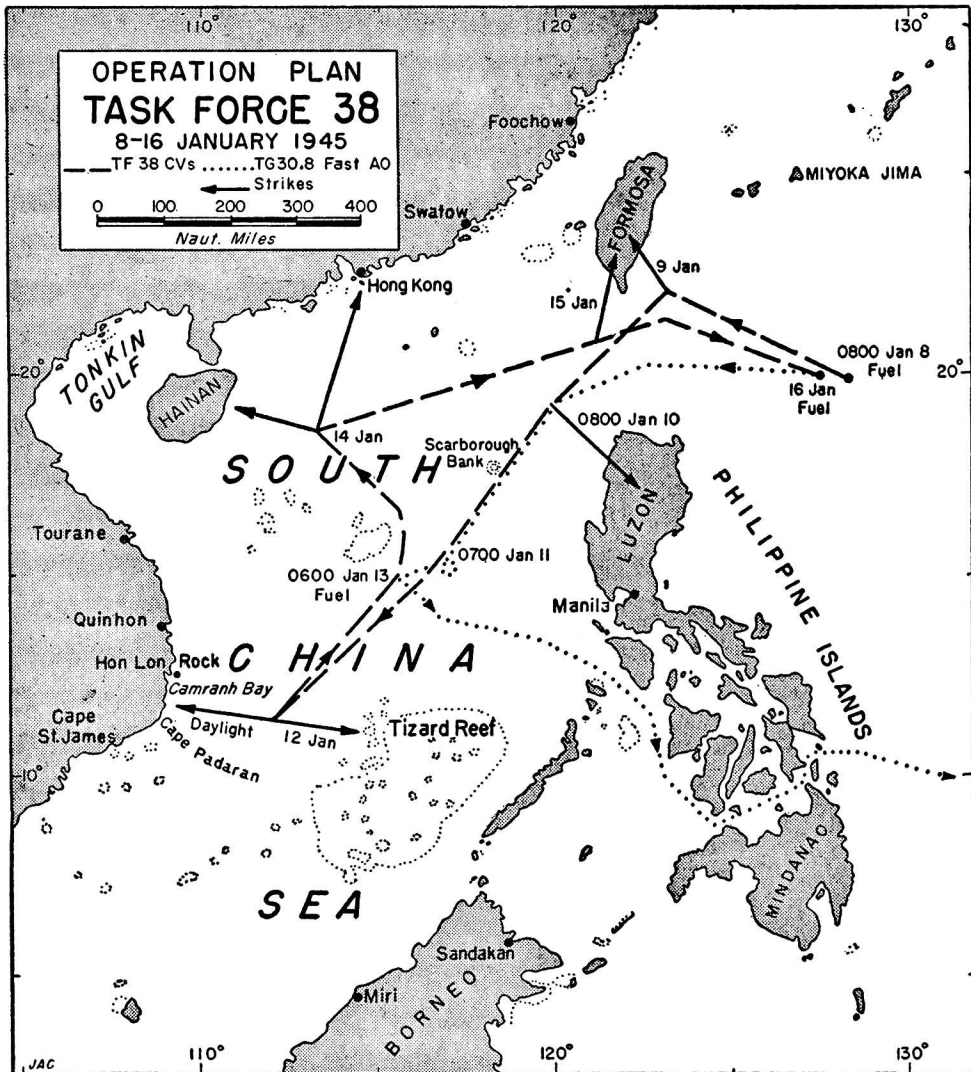 110°
120°
130°
OPERATION PLAN
TASK FORCE 38
8-16 JANUARY 1945
TF 38 CVs TG30.8 Fast AO
Strikes
0 100 200 300 400
Naut. Miles
Foochow
MIYOKA JIMA
FORMOSA
Swatow
9 Jan
Hong Kong
15 Jan
TONKIN
GULF
20°
0800 Jan 8
Fuel
20°
16 Jan
Fuel
HAINAN
14 Jan
0800 Jan 10
Scarborough
Bank
SOUTH
LUZON
PHILIPPINE ISLANDS
Tourane
0700 Jan 11
0600 Jan 13
Fuel
Manila
Quinhon
Hon Lon Rock
CHINA
Camranh Bay
Cape
St. James
Daylight
12 Jan
Tizard Reef
Cape Padaran
10°
10°
SEA
MINDANAO
Sandakan
Miri
BORNEO
110°
120°
130°
JAC